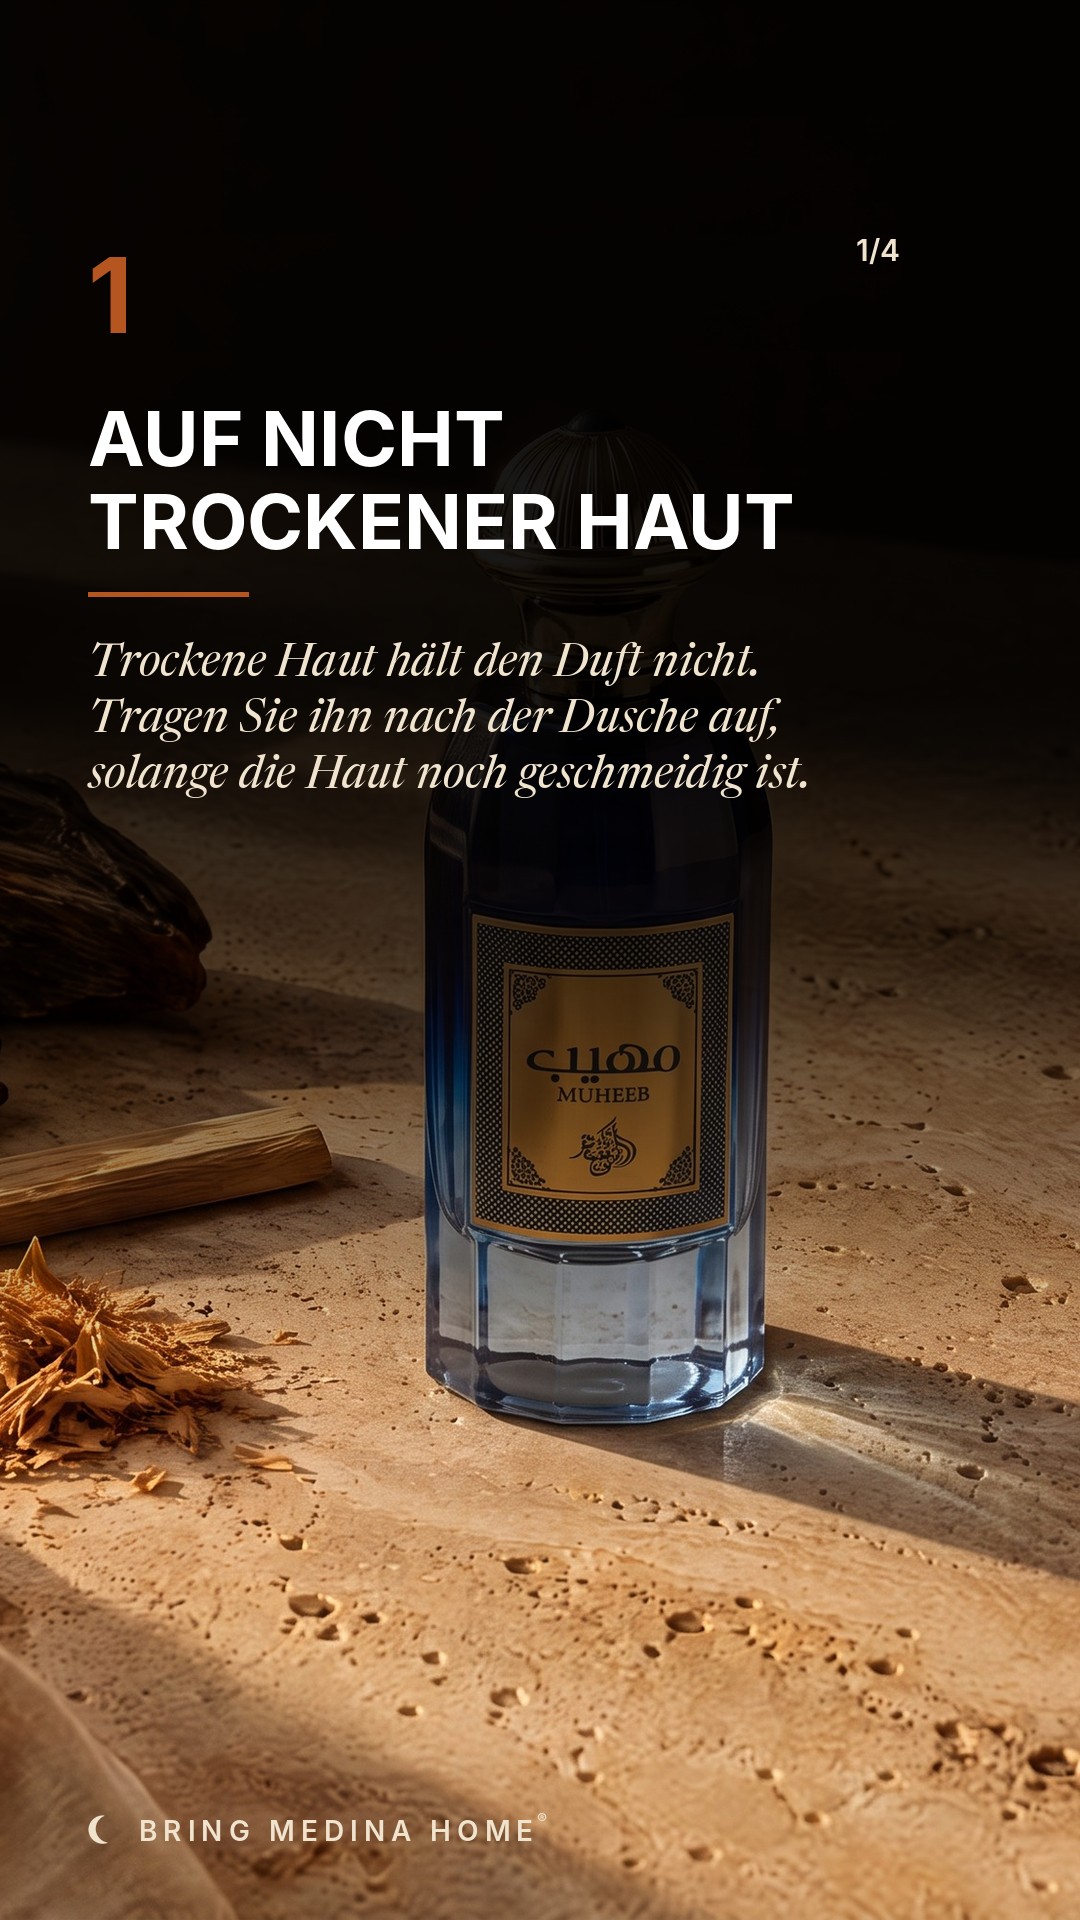 1/4
1
AUF NICHT
TROCKENER HAUT
Trockene Haut hält den Duft nicht.
Tragen Sie ihn nach der Dusche auf,
solange die Haut noch geschmeidig ist.
مهيب
MUHEEB
BRING MEDINA HOME®